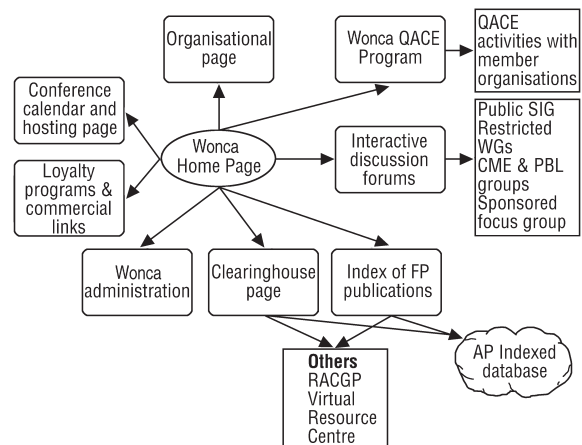 Organisational
page
Wonca QACE
Program
QACE
activities with
member
organisations
Conference
calendar and
hosting page
Wonca
Home Page
Interactive
discussion
forums
Public SIG
Restricted
WGs
CME & PBL
groups
Sponsored
focus group
Loyalty
programs &
commercial
links
Wonca
administration
Clearinghouse
page
Index of FP
publications
Others
RACGP
Virtual
Resource
Centre
AP Indexed
database